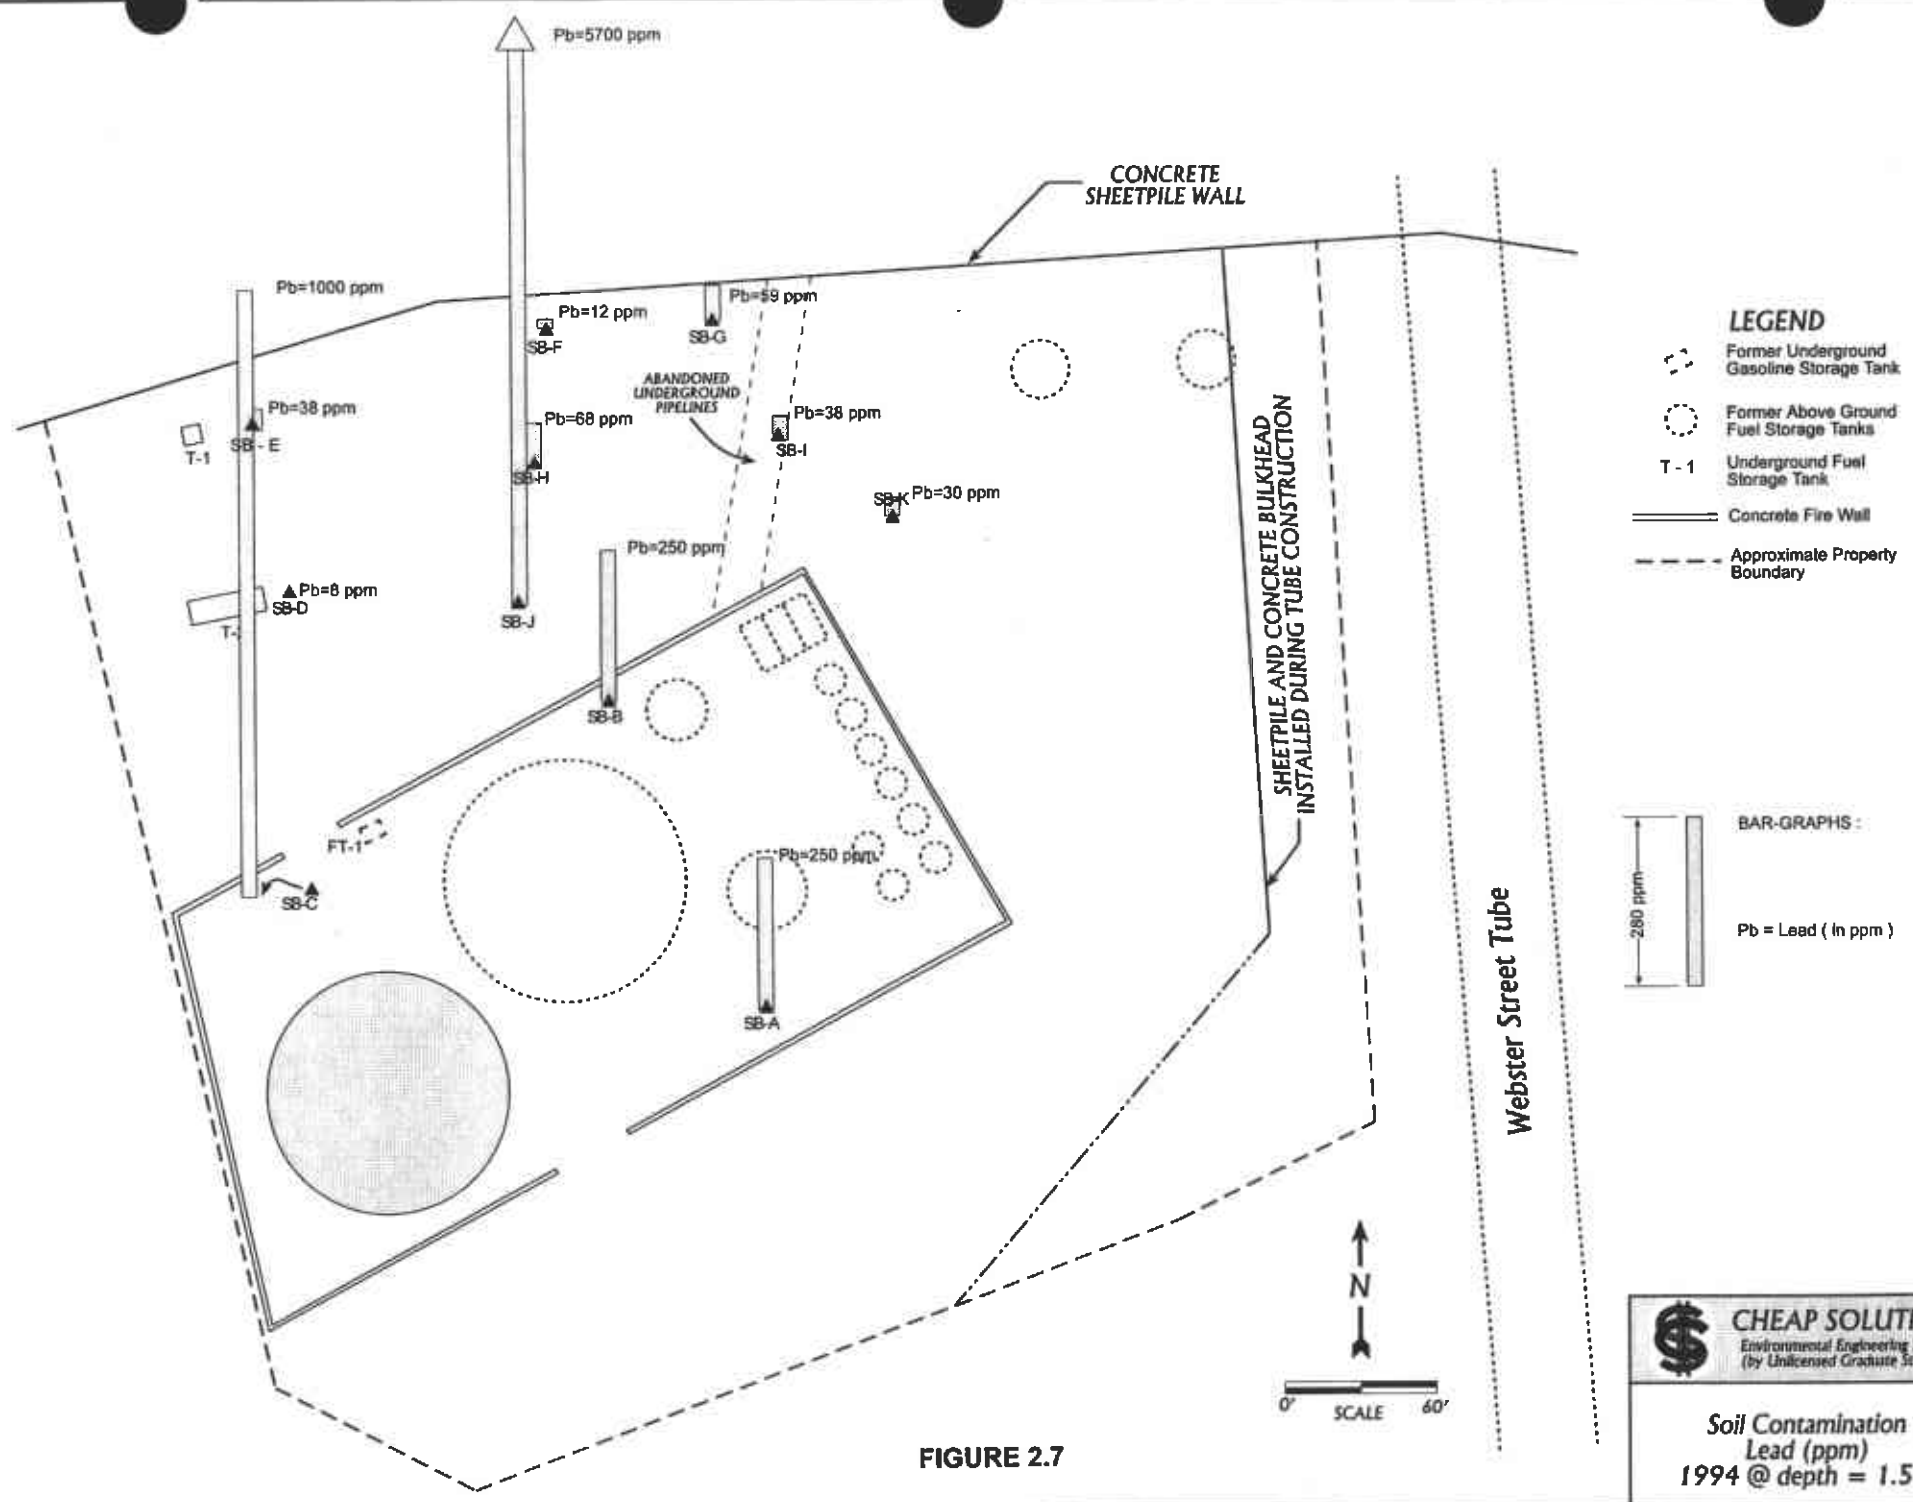 Pb=5700 ppm
CONCRETE
SHEETPILE WALL
Pb=1000 ppm
Pb=59 ppm
Pb=12 ppm
SB-F
SB-G
ABANDONED
UNDERGROUND
PIPELINES
Pb=38 ppm
SB - E
T-1
Pb=68 ppm
SB-H
Pb=38 ppm
SB-I
SB-K
Pb=30 ppm
Pb=250 ppm
Pb=8 ppm
SB-D
SB-J
SB-B
FT-1
SB-C
Pb=250 ppm
SB-A
SHEETPILE AND CONCRETE BULKHEAD
INSTALLED DURING TUBE CONSTRUCTION
Webster Street Tube
LEGEND
Former Underground
Gasoline Storage Tank
Former Above Ground
Fuel Storage Tanks
T - 1
Underground Fuel
Storage Tank
Concrete Fire Wall
Approximate Property
Boundary
280 ppm
BAR-GRAPHS :
Pb = Lead ( in ppm )
N
0'
SCALE
60'
FIGURE 2.7
CHEAP
Environmental Engineering
(by Unlicensed Graduate
Soil Contamination
Lead (ppm)
1994 @ depth = 1.5